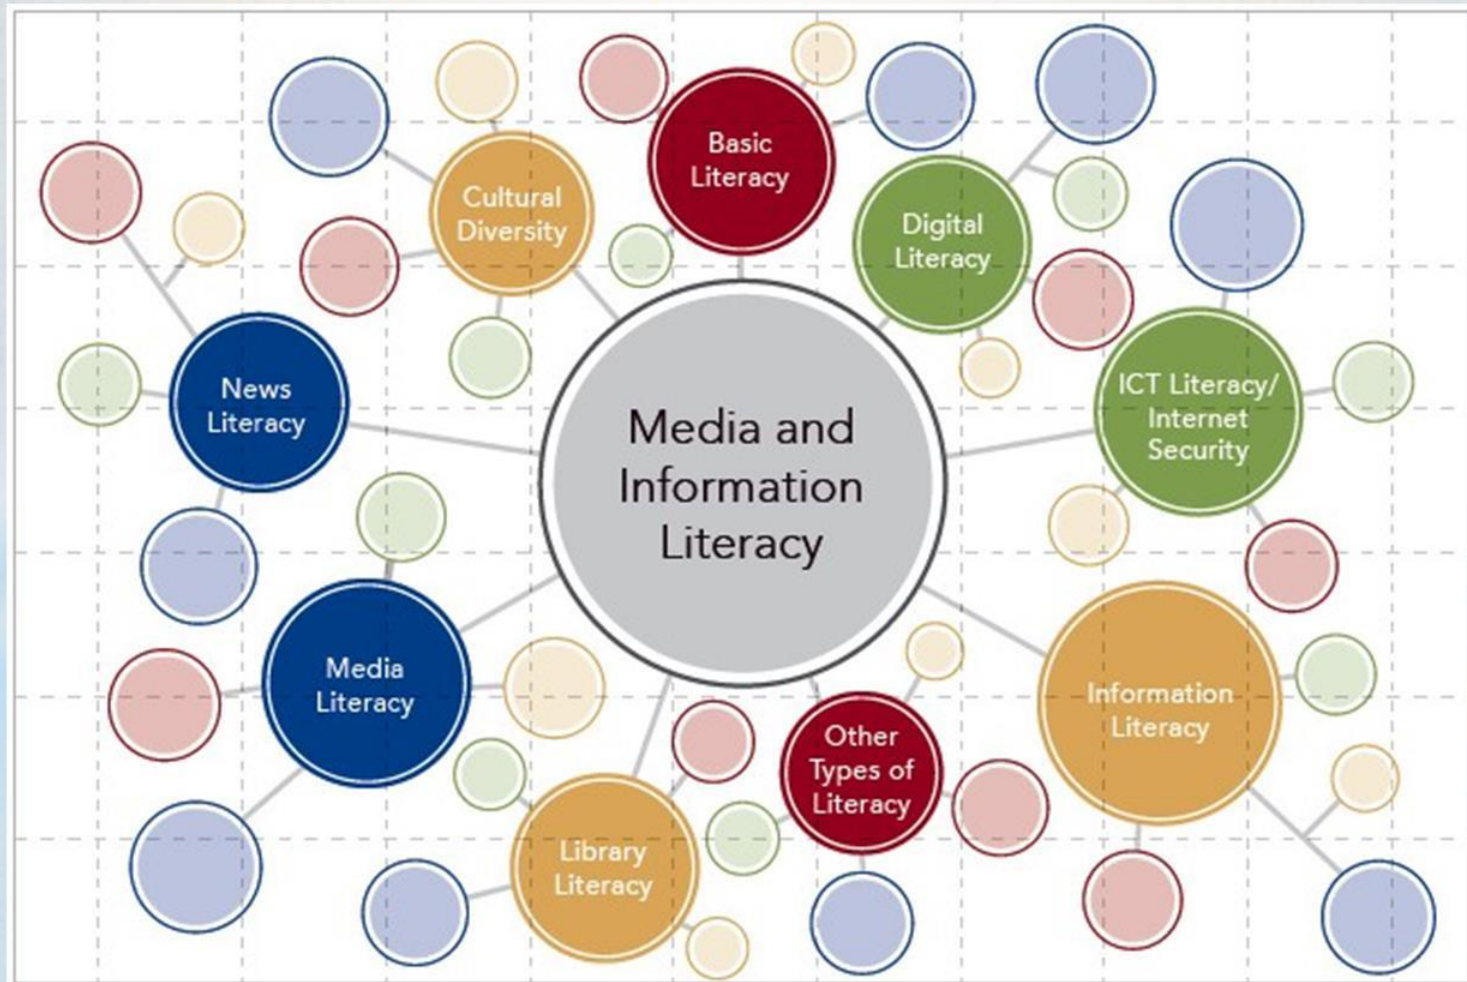 Basic
Literacy
Cultural
Diversity
Digital
Literacy
News
Literacy
ICT Literacy/
Internet
Security
Media and
Information
Literacy
Media
Literacy
Information
Literacy
Other
Types of
Literacy
Library
Literacy